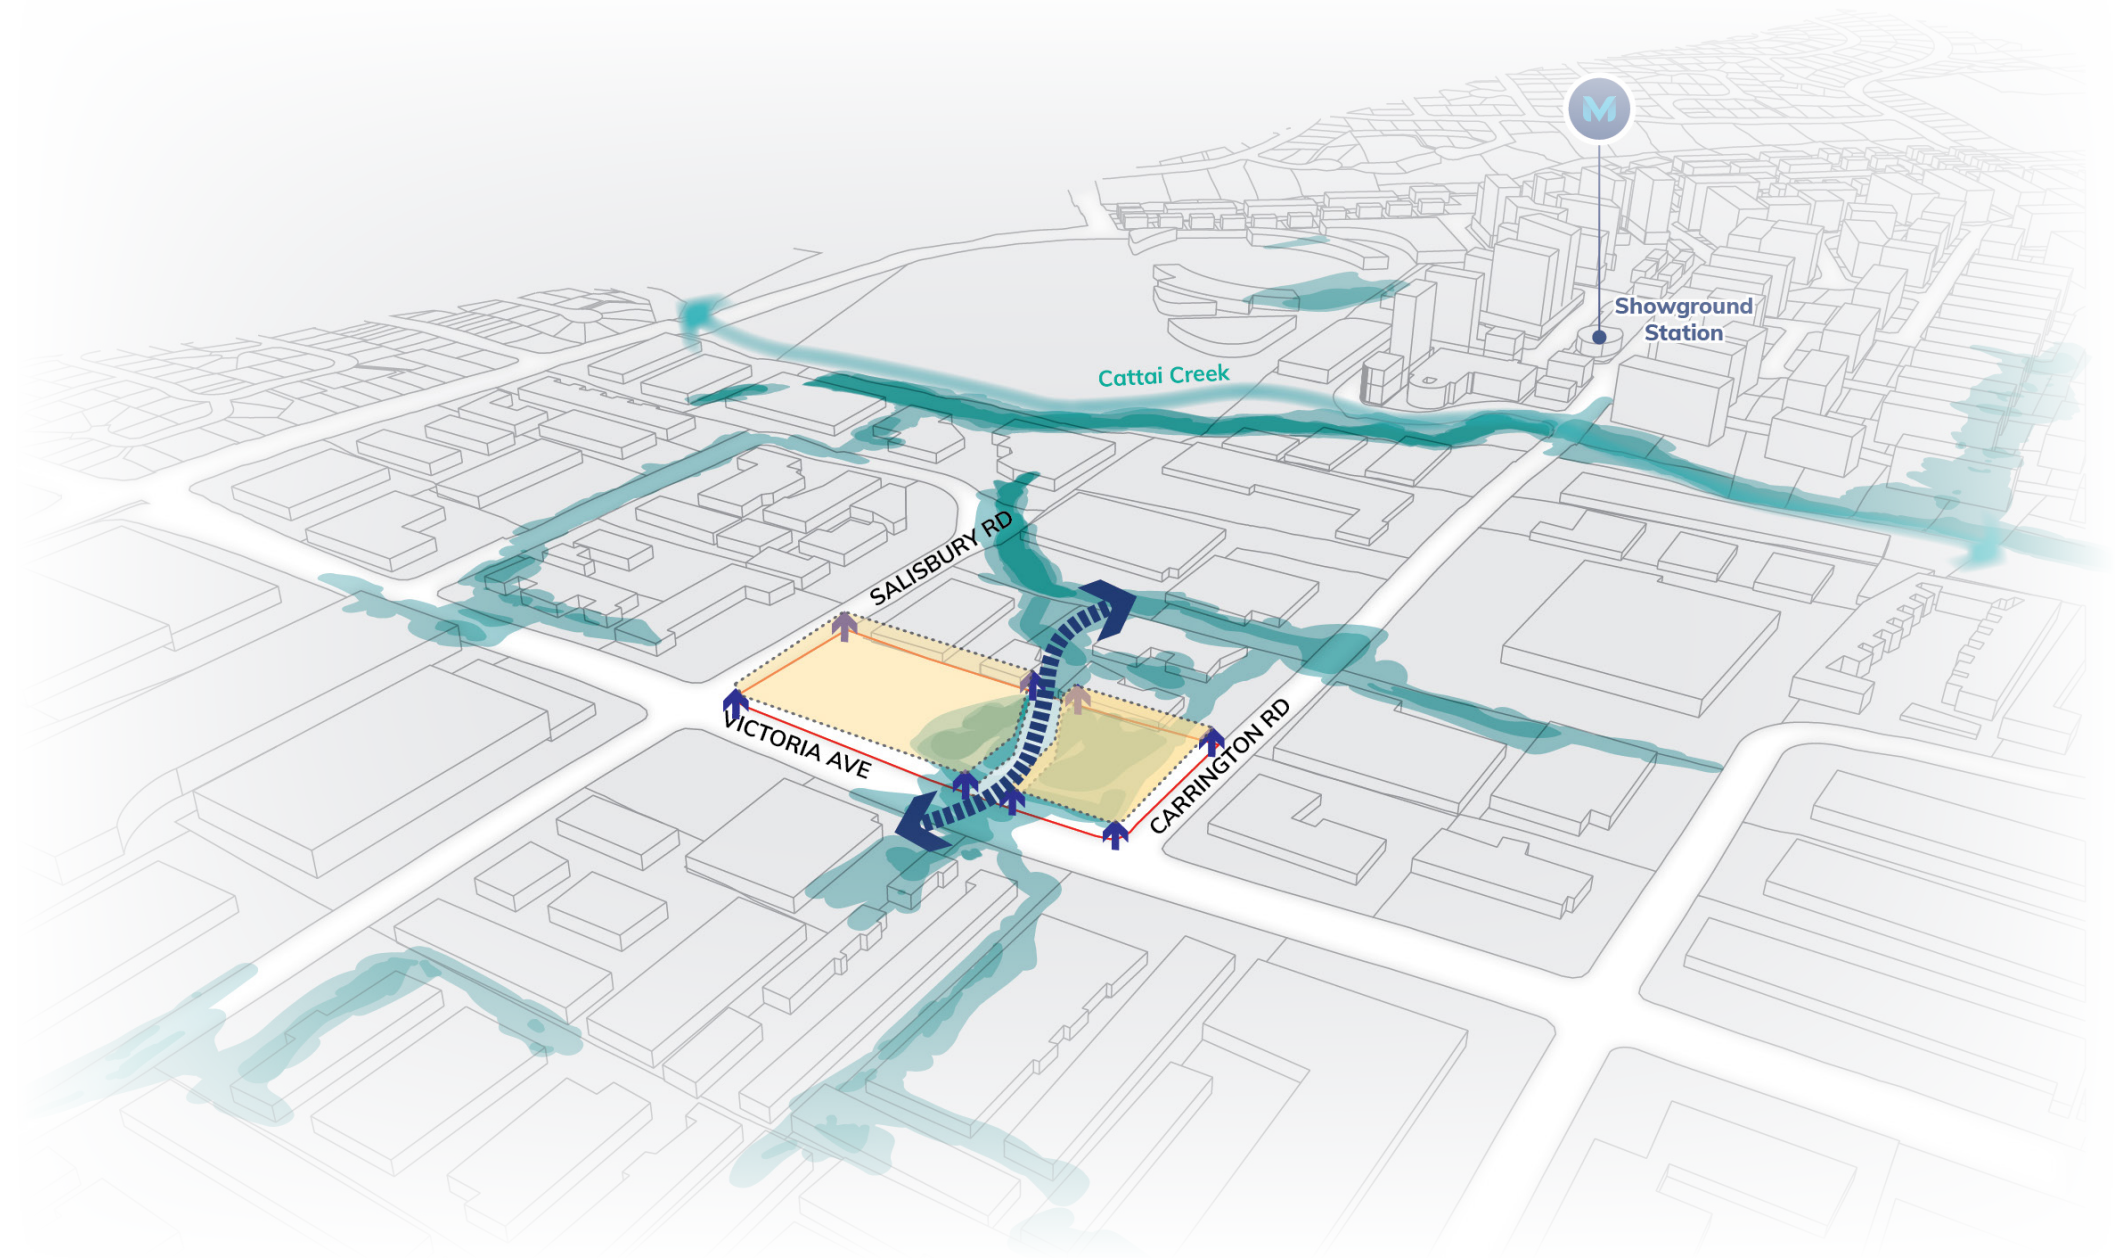 M
Showground
Station
Cattai Creek
SALISBURY RD
VICTORIA AVE
CARRINGTON RD